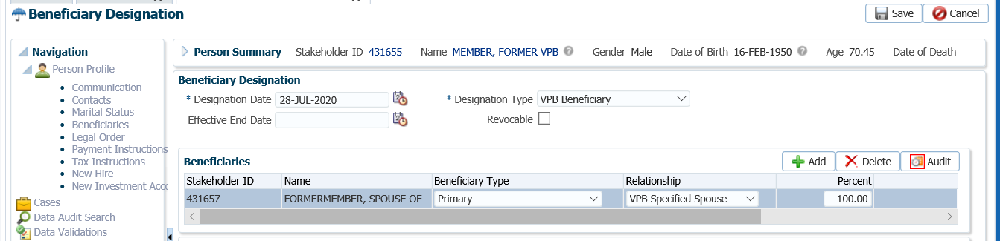 Beneficiary Designation
Save
Cancel
Navigation
Person Profile
Communication
Contacts
Marital Status
Beneficiaries
Legal Order
Payment Instructions
Tax Instructions
New Hire
New Investment Acco
Cases
Data Audit Search
Data Validations
Person Summary Stakeholder ID 431655 Name MEMBER, FORMER VPB Gender Male Date of Birth 16-FEB-1950 Age 70.45 Date of Death
Beneficiary Designation
* Designation Date 28-JUL-2020 * Designation Type VPB Beneficiary
Effective End Date Revocable
Beneficiaries
Add Delete Audit
Stakeholder ID Name Beneficiary Type Relationship Percent
431657 FORMERMEMBER, SPOUSE OF Primary VPB Specified Spouse 100.00